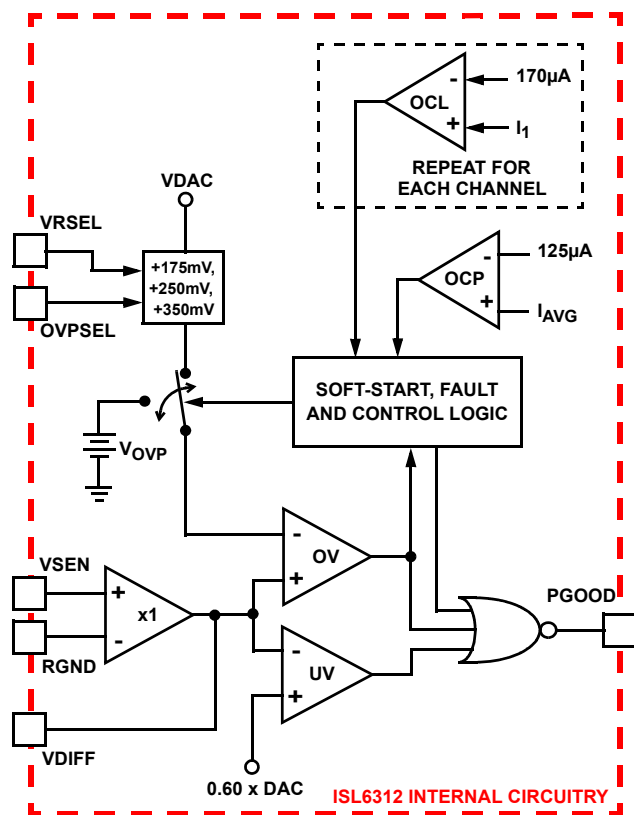 170µA
-
OCL
+
I1
REPEAT FOR
EACH CHANNEL
VDAC
VRSEL
OVPSEL
+175mV,
+250mV,
+350mV
125µA
-
OCP
+
IAVG
SOFT-START, FAULT
AND CONTROL LOGIC
VOVP
-
OV
+
VSEN
+
x1
-
RGND
-
UV
+
PGOOD
VDIFF
0.60 x DAC
ISL6312 INTERNAL CIRCUITRY